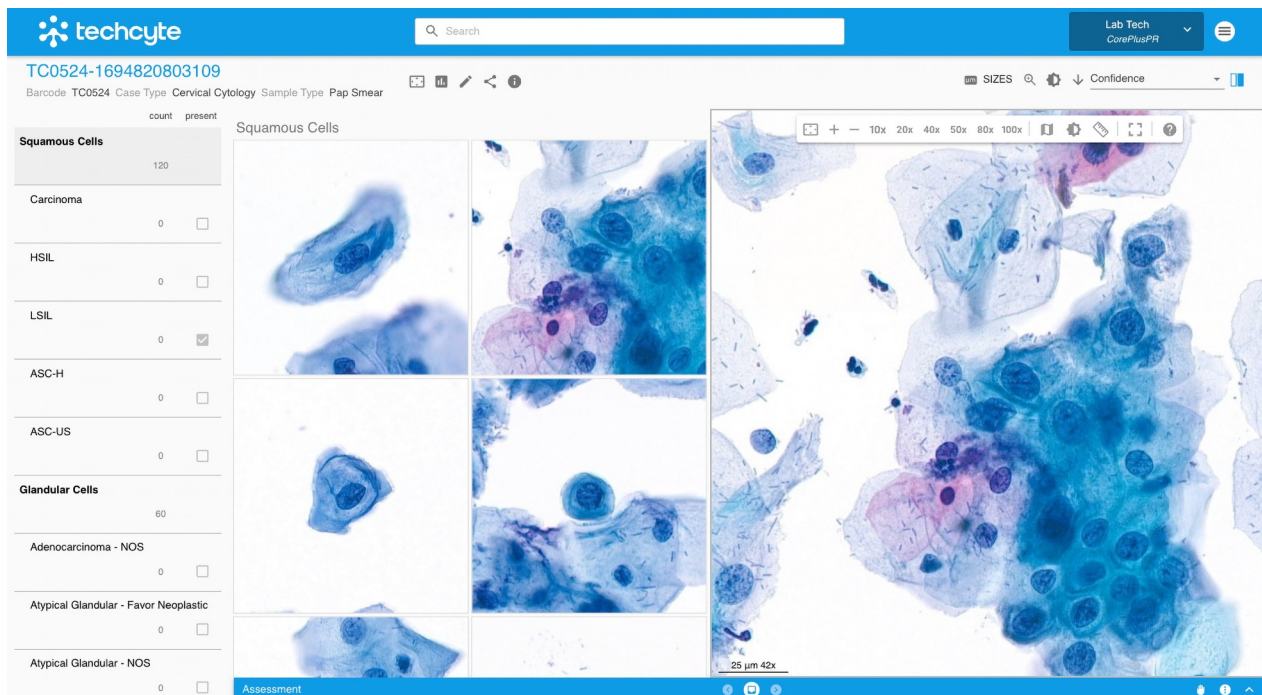 techcyte
Search
Lab Tech
CorePlusPR
TC0524-1694820803109
Barcode TC0524 Case Type Cervical Cytology Sample Type Pap Smear
µm SIZES
Confidence
count present
Squamous Cells
120
Carcinoma
0
HSIL
0
LSIL
0
ASC-H
0
ASC-US
0
Glandular Cells
60
Adenocarcinoma - NOS
0
Atypical Glandular - Favor Neoplastic
0
Atypical Glandular - NOS
0
Squamous Cells
10x 20x 40x 50x 80x 100x
25 µm 42x
Assessment